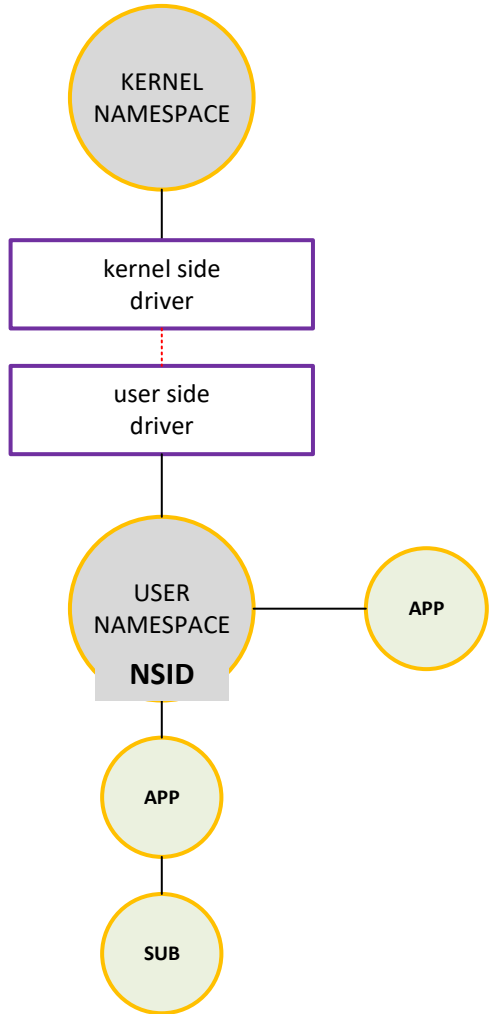 KERNEL
NAMESPACE
kernel side
driver
user side
driver
USER
NAMESPACE
NSID
APP
APP
SUB